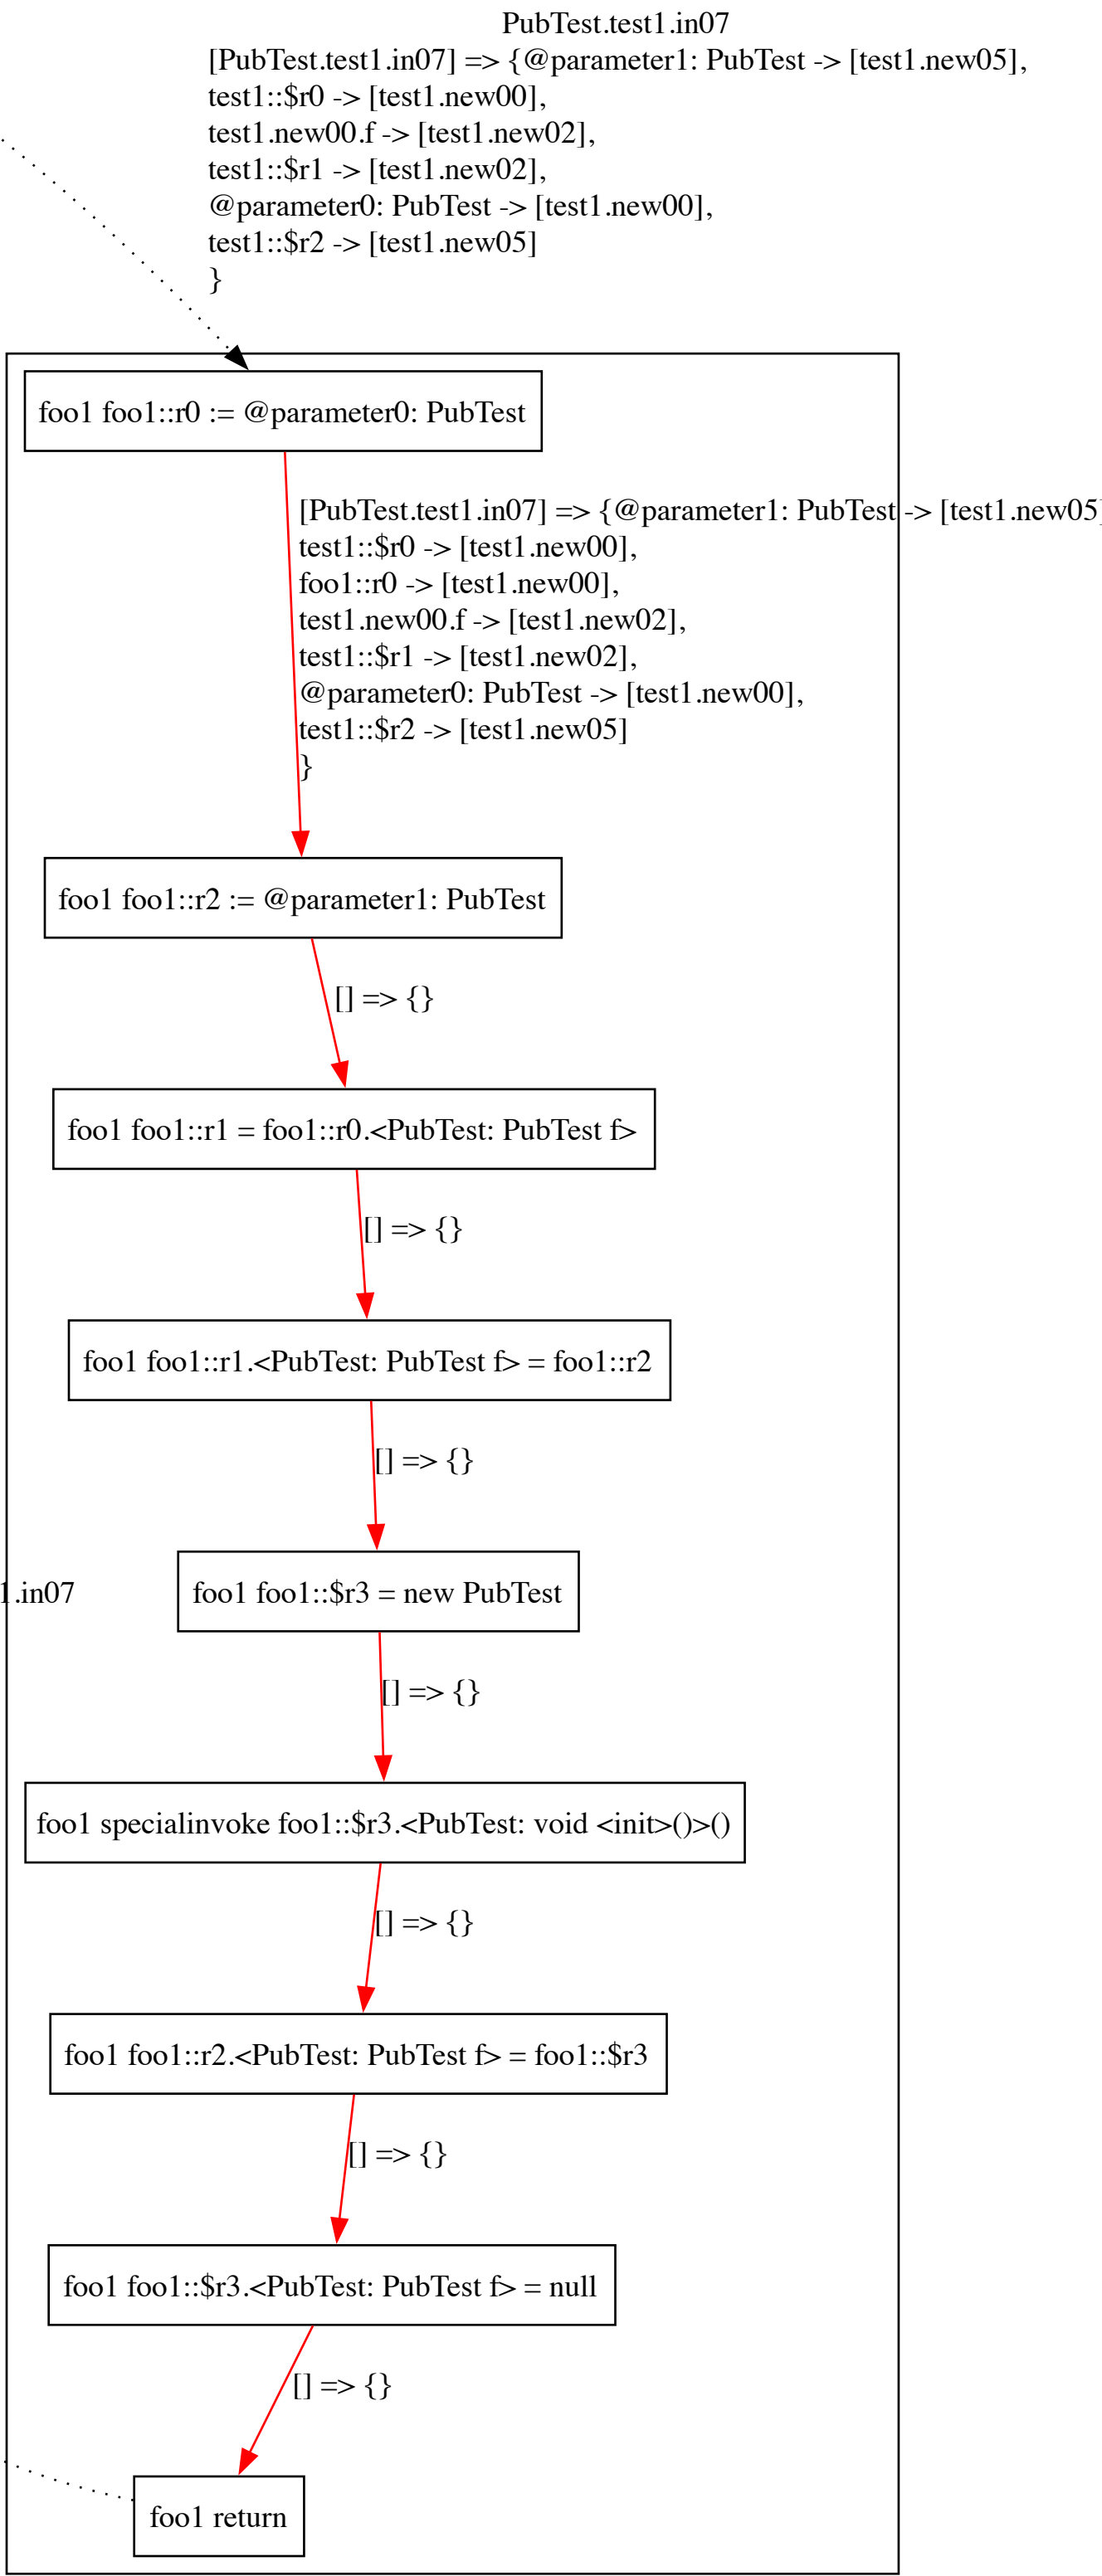 PubTest.test1.in07
[PubTest.test1.in07] => {@parameter1: PubTest -> [test1.new05],
test1::$r0 -> [test1.new00],
test1.new00.f -> [test1.new02],
test1::$r1 -> [test1.new02],
@parameter0: PubTest -> [test1.new00],
test1::$r2 -> [test1.new05]
}
foo1 foo1::r0 := @parameter0: PubTest
[PubTest.test1.in07] => {@parameter1: PubTest -> [test1.new05]
test1::$r0 -> [test1.new00],
foo1::r0 -> [test1.new00],
test1.new00.f -> [test1.new02],
test1::$r1 -> [test1.new02],
@parameter0: PubTest -> [test1.new00],
test1::$r2 -> [test1.new05]
}
foo1 foo1::r2 := @parameter1: PubTest
[] => {}
foo1 foo1::r1 = foo1::r0.<PubTest: PubTest f>
[] => {}
foo1 foo1::r1.<PubTest: PubTest f> = foo1::r2
[] => {}
1.in07
foo1 foo1::$r3 = new PubTest
[] => {}
foo1 specialinvoke foo1::$r3.<PubTest: void <init>()>()
[] => {}
foo1 foo1::r2.<PubTest: PubTest f> = foo1::$r3
[] => {}
foo1 foo1::$r3.<PubTest: PubTest f> = null
[] => {}
foo1 return